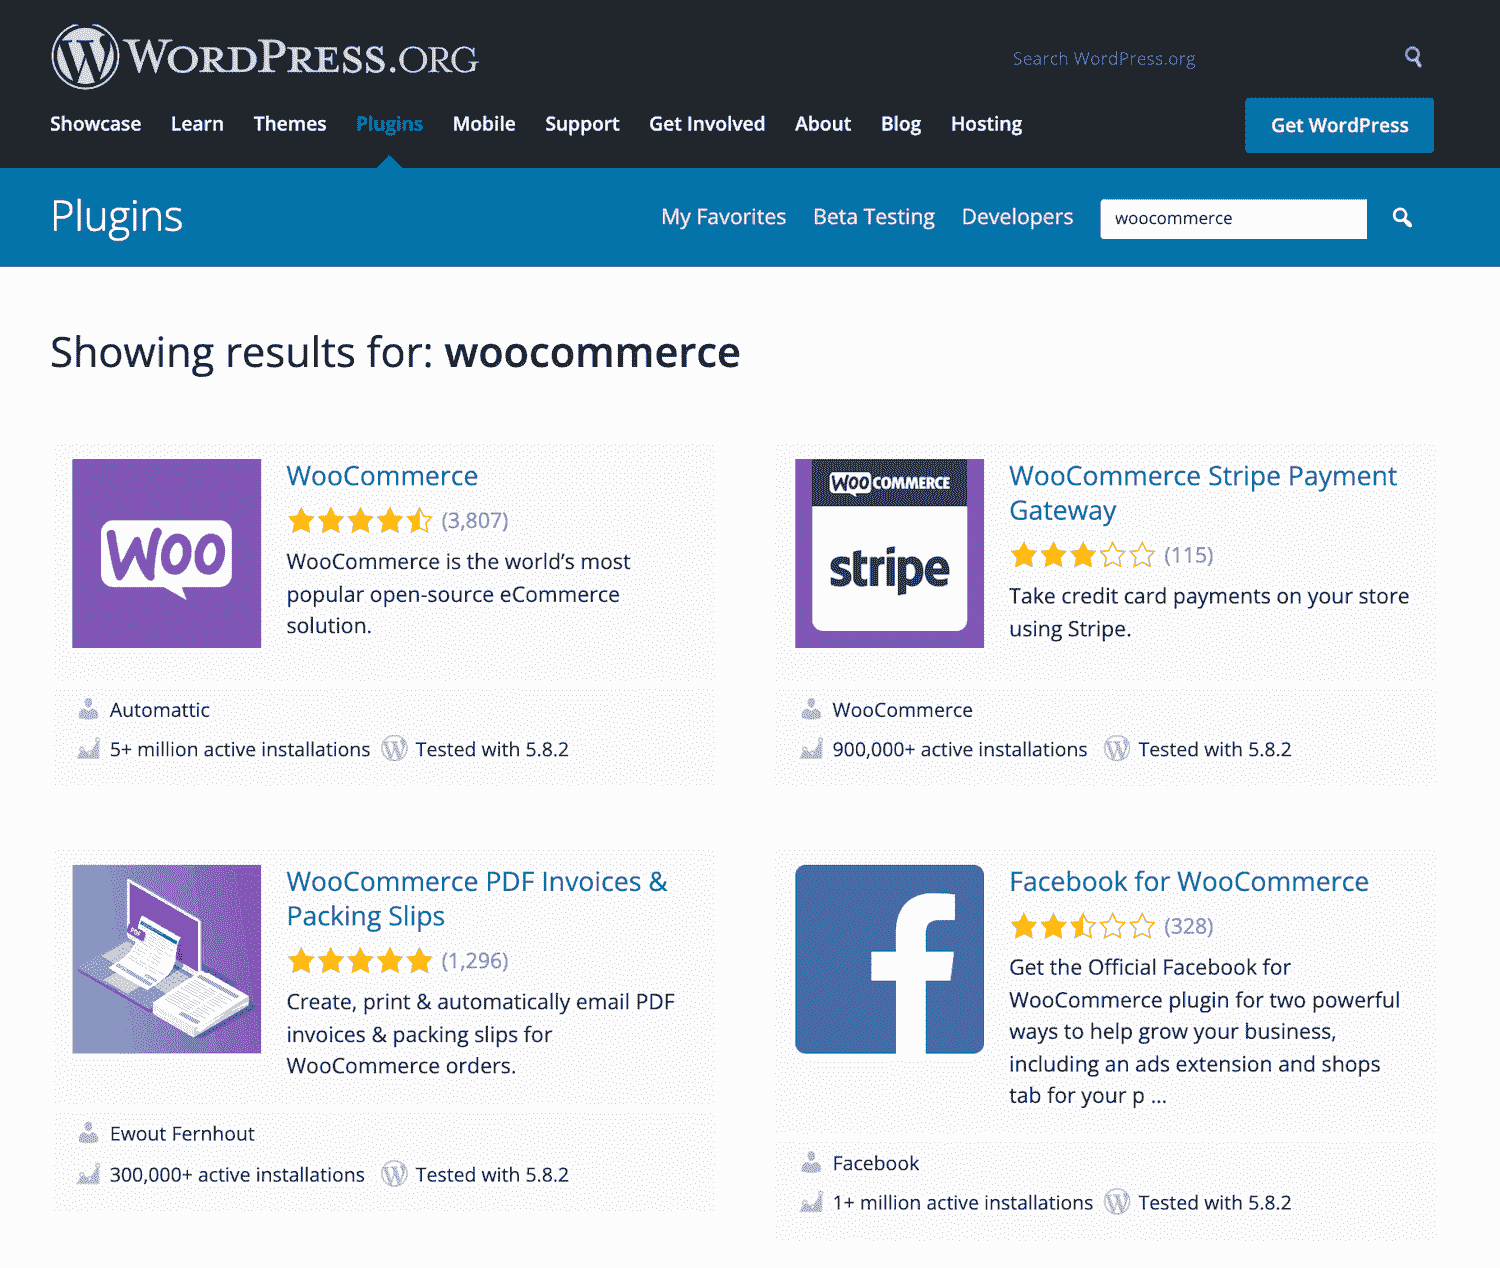 WordPress.org
Search WordPress.org
Showcase Learn Themes Plugins Mobile Support Get Involved About Blog Hosting
Get WordPress
Plugins
My Favorites Beta Testing Developers
woocommerce
Showing results for: woocommerce
Woo
WooCommerce
(3,807)
WooCommerce is the world’s most
popular open-source eCommerce
solution.
Automattic
5+ million active installations
Tested with 5.8.2
WOO COMMERCE
stripe
WooCommerce Stripe Payment
Gateway
(115)
Take credit card payments on your store
using Stripe.
WooCommerce
900,000+ active installations
Tested with 5.8.2
PDF
WooCommerce PDF Invoices &
Packing Slips
(1,296)
Create, print & automatically email PDF
invoices & packing slips for
WooCommerce orders.
Ewout Fernhout
300,000+ active installations
Tested with 5.8.2
f
Facebook for WooCommerce
(328)
Get the Official Facebook for
WooCommerce plugin for two powerful
ways to help grow your business,
including an ads extension and shops
tab for your p ...
Facebook
1+ million active installations
Tested with 5.8.2